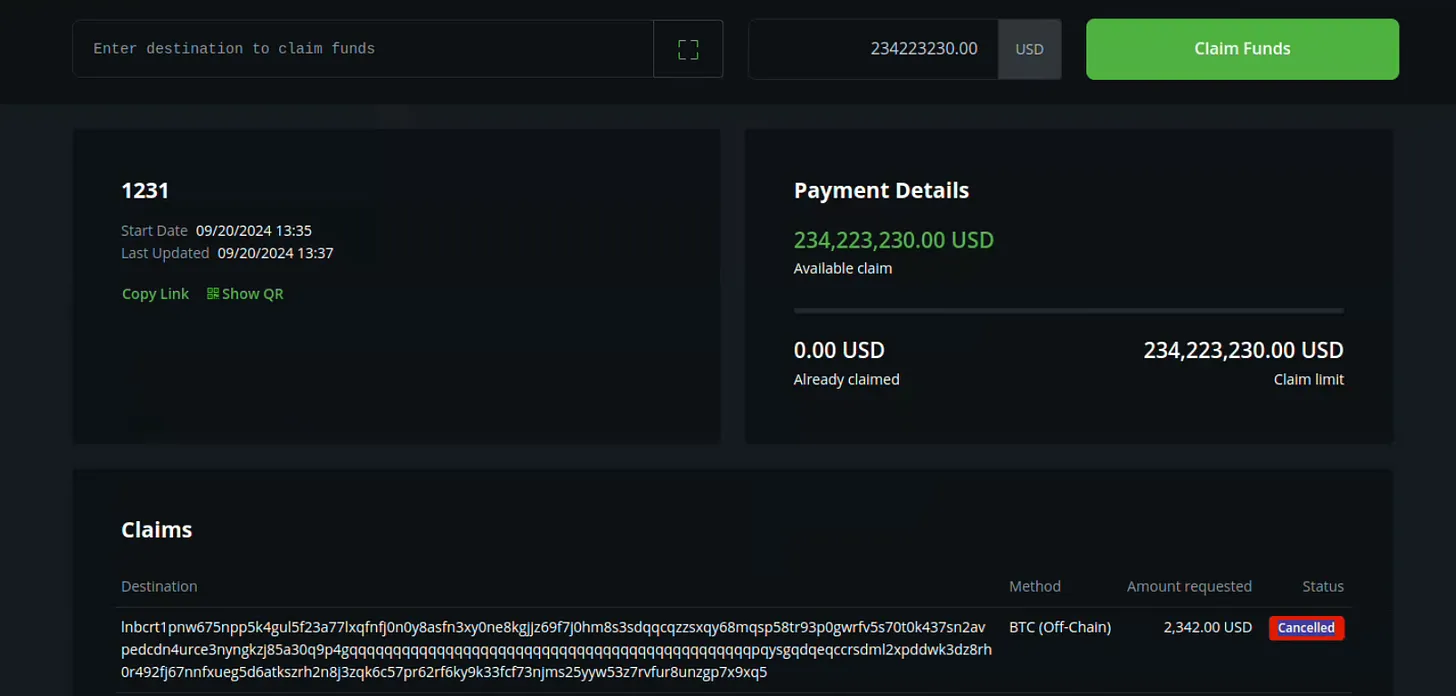 Enter destination to claim funds
234223230.00 USD
Claim Funds
1231
Start Date 09/20/2024 13:35
Last Updated 09/20/2024 13:37
Copy Link Show QR
Payment Details
234,223,230.00 USD
Available claim
0.00 USD 234,223,230.00 USD
Already claimed Claim limit
Claims
Destination Method Amount requested Status
lnbcrt1pnw675npp5k4gul5f23a77lxqfnfj0n0y8asfn3xy0ne8kgjjz69f7j0hm8s3sdqqcqzzsxqy68mqsp58tr93p0gwrfv5s70t0k437sn2av BTC (Off-Chain) 2,342.00 USD Cancelled
pedcdn4urce3nyngkzj85a30q9p4gqqqqqqqqqqqqqqqqqqqqqqqqqqqqqqqqqqqqqqqqqqqqqqqpqysgqdqeqccrsdml2xpddwk3dz8rh
0r492fj67nnfxueg5d6atkszrh2n8j3zqk6c57pr62rf6ky9k33fcf73njms25yyw53z7rvfur8unzgp7x9xq5